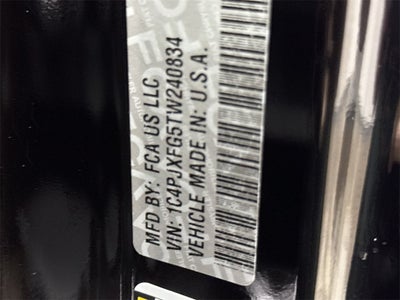 MFD BY: FCA US LLC
VIN: 1C4PJXFG5TW240834
VEHICLE MADE IN: U.S.A.